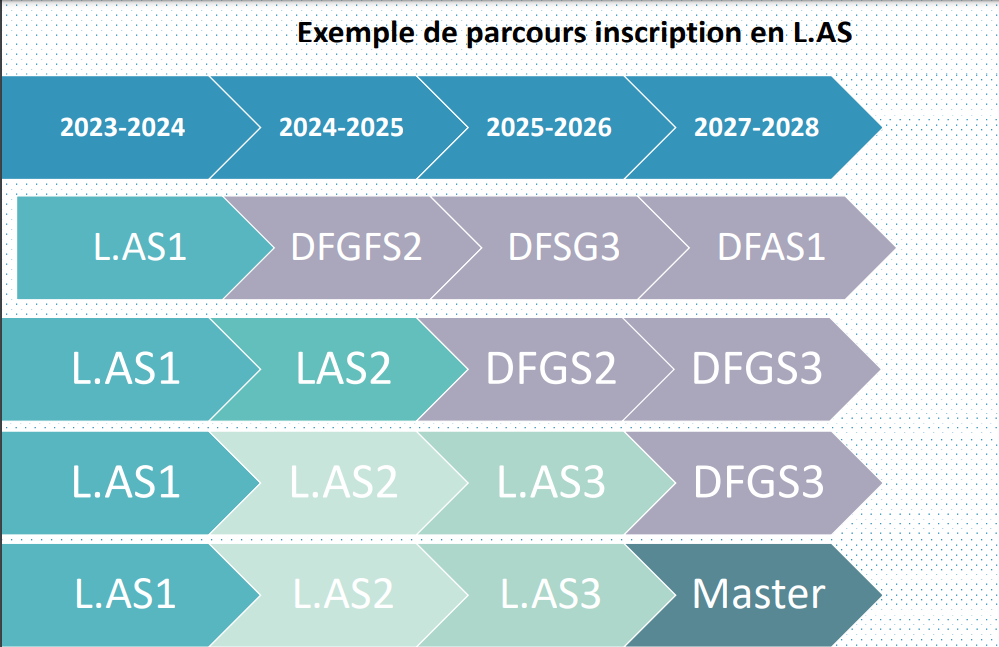 Exemple de parcours inscription en L.AS
2023-2024 2024-2025 2025-2026 2027-2028
L.AS1 DFGFS2 DFSG3 DFAS1
L.AS1 LAS2 DFGS2 DFGS3
L.AS1 L.AS2 L.AS3 DFGS3
L.AS1 L.AS2 L.AS3 Master